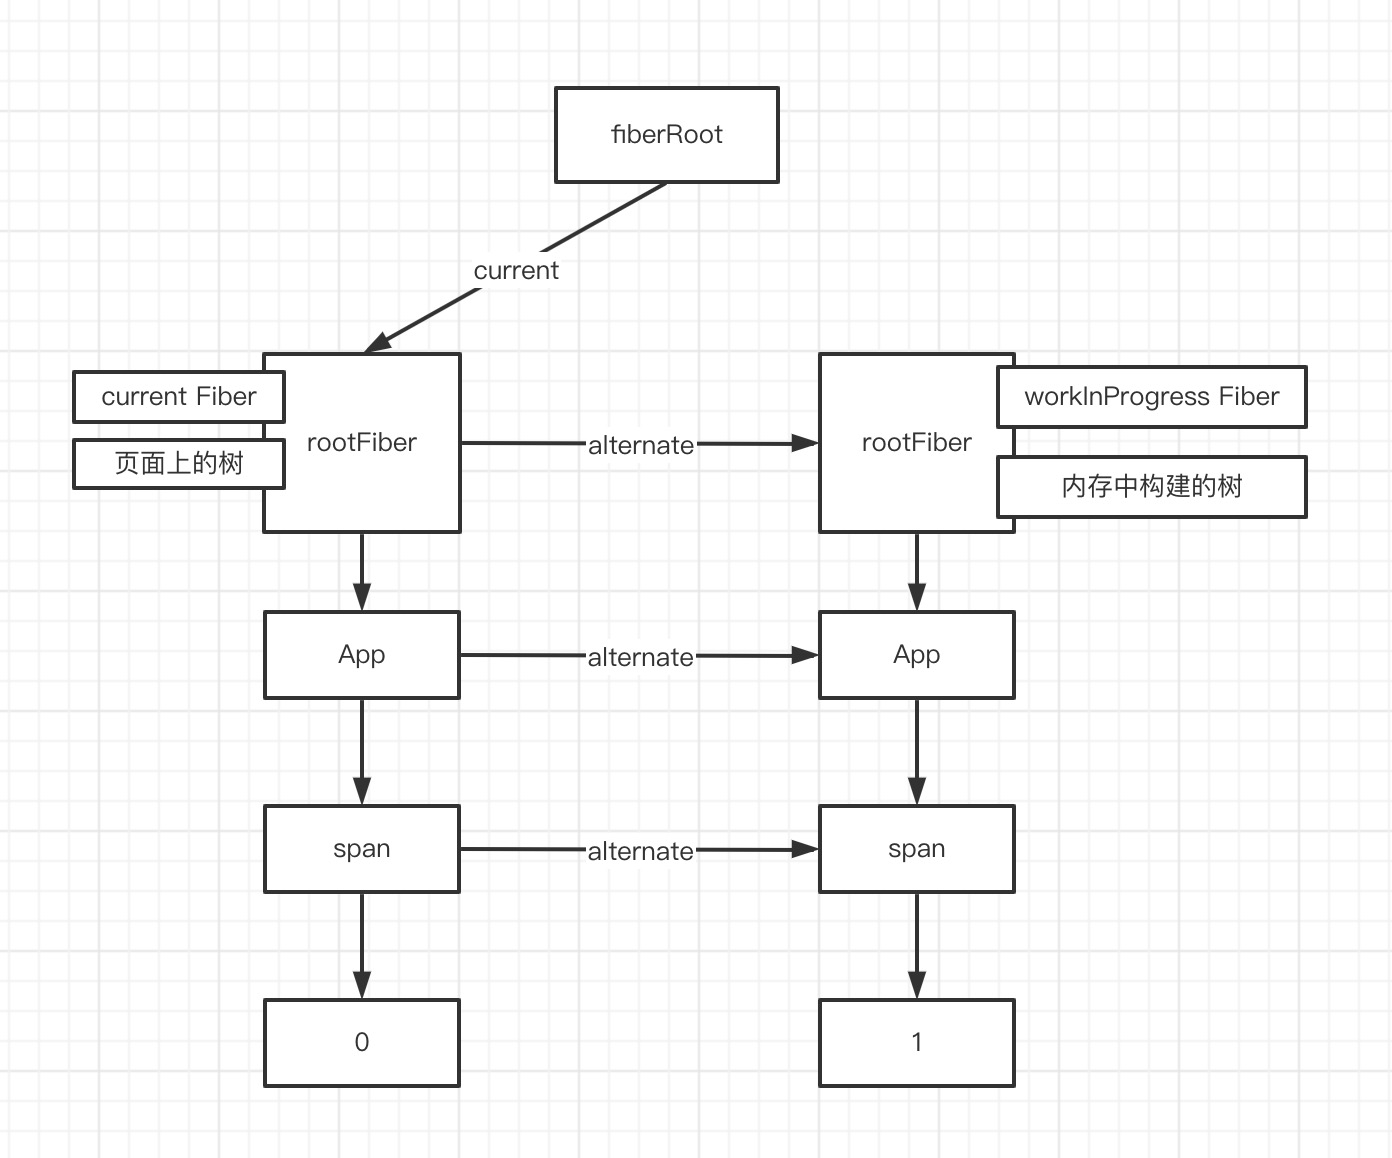 fiberRoot
current
current Fiber
页面上的树
rootFiber
alternate
rootFiber
workInProgress Fiber
内存中构建的树
App
alternate
App
span
alternate
span
0
1